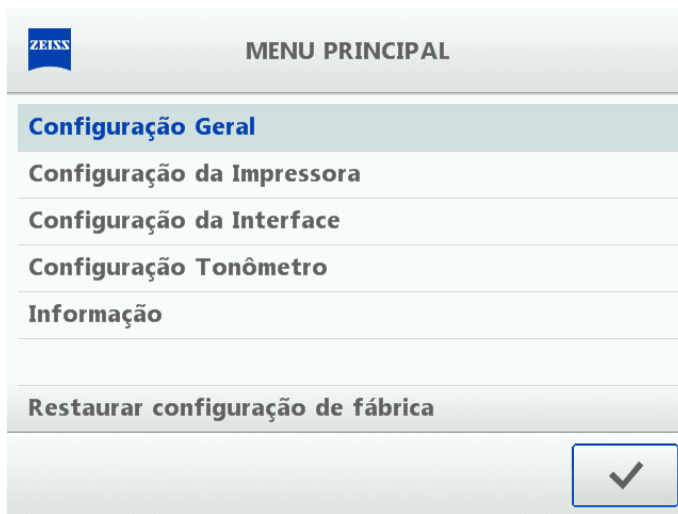 ZEISS
MENU PRINCIPAL
Configuração Geral
Configuração da Impressora
Configuração da Interface
Configuração Tonômetro
Informação
Restaurar configuração de fábrica